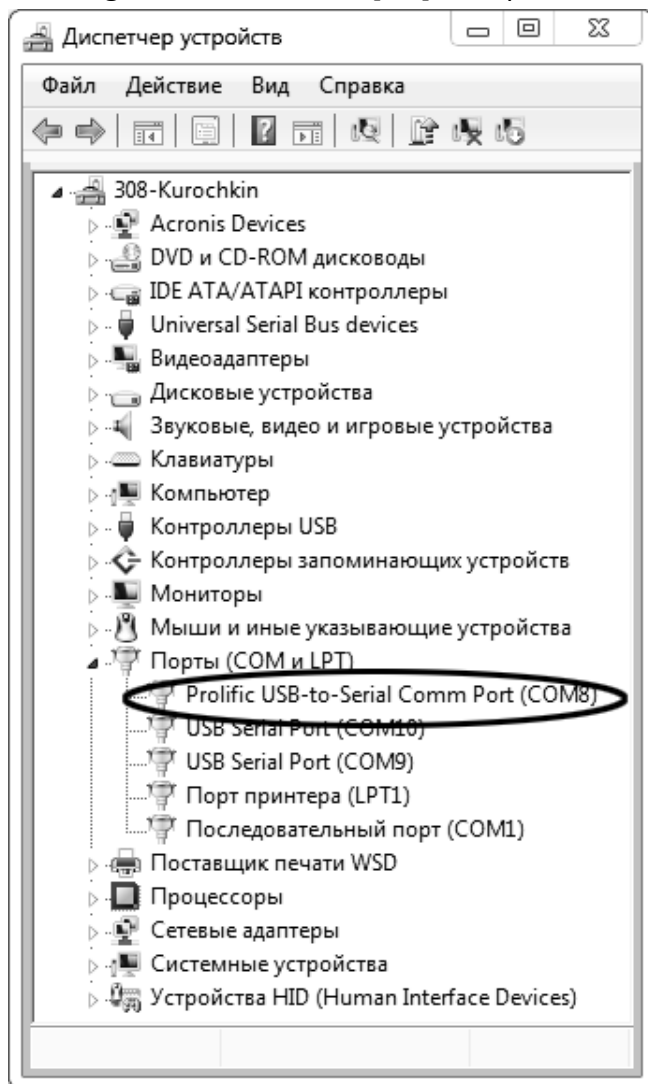 Диспетчер устройств
Файл Действие Вид Справка
308-Kurochkin
Acronis Devices
DVD и CD-ROM дисководы
IDE ATA/ATAPI контроллеры
Universal Serial Bus devices
Видеоадаптеры
Дисковые устройства
Звуковые, видео и игровые устройства
Клавиатуры
Компьютер
Контроллеры USB
Контроллеры запоминающих устройств
Мониторы
Мыши и иные указывающие устройства
Порты (COM и LPT)
Prolific USB-to-Serial Comm Port (COM8)
USB Serial Port (COM10)
USB Serial Port (COM9)
Порт принтера (LPT1)
Последовательный порт (COM1)
Поставщик печати WSD
Процессоры
Сетевые адаптеры
Системные устройства
Устройства HID (Human Interface Devices)